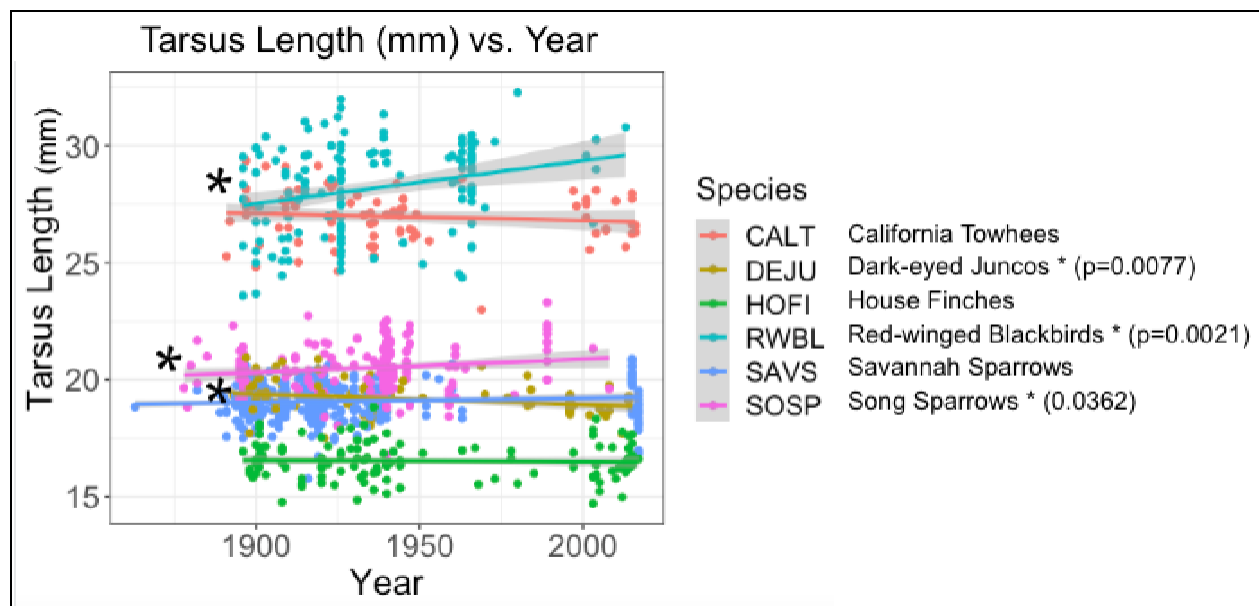 Tarsus Length (mm) vs. Year
Tarsus Length (mm)
30
25
20
15
*
*
*
1900 1950 2000
Year
Species
CALT California Towhees
DEJU Dark-eyed Juncos * (p=0.0077)
HOFI House Finches
RWBL Red-winged Blackbirds * (p=0.0021)
SAVS Savannah Sparrows
SOSP Song Sparrows * (0.0362)